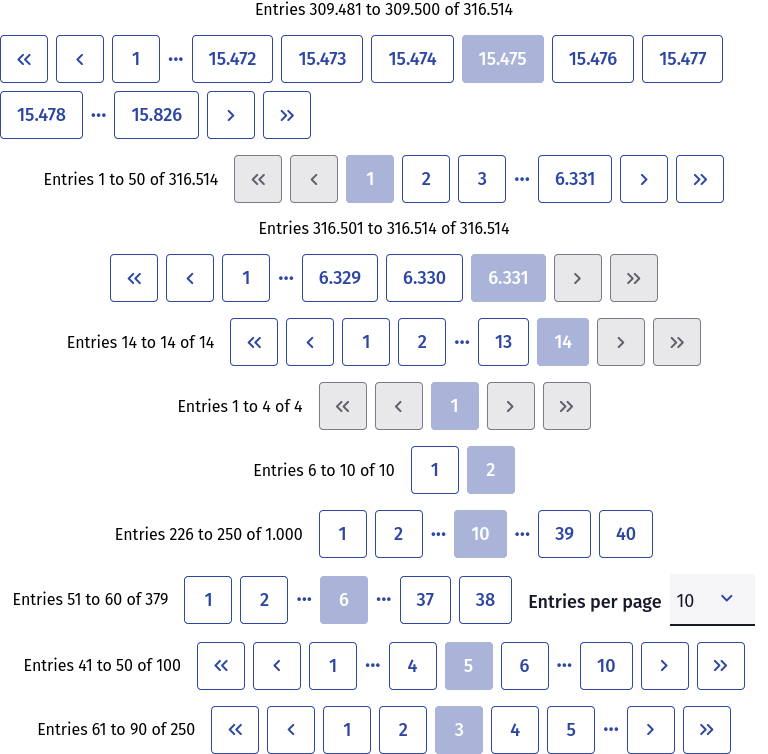 Entries 309.481 to 309.500 of 316.514
« ‹ 1 ··· 15.472 15.473 15.474 15.475 15.476 15.477
15.478 ··· 15.826 › »
Entries 1 to 50 of 316.514 « ‹ 1 2 3 ··· 6.331 › »
Entries 316.501 to 316.514 of 316.514
« ‹ 1 ··· 6.329 6.330 6.331 › »
Entries 14 to 14 of 14 « ‹ 1 2 ··· 13 14 › »
Entries 1 to 4 of 4 « ‹ 1 › »
Entries 6 to 10 of 10 1 2
Entries 226 to 250 of 1.000 1 2 ··· 10 ··· 39 40
Entries 51 to 60 of 379 1 2 ··· 6 ··· 37 38 Entries per page 10
Entries 41 to 50 of 100 « ‹ 1 ··· 4 5 6 ··· 10 › »
Entries 61 to 90 of 250 « ‹ 1 2 3 4 5 ··· › »